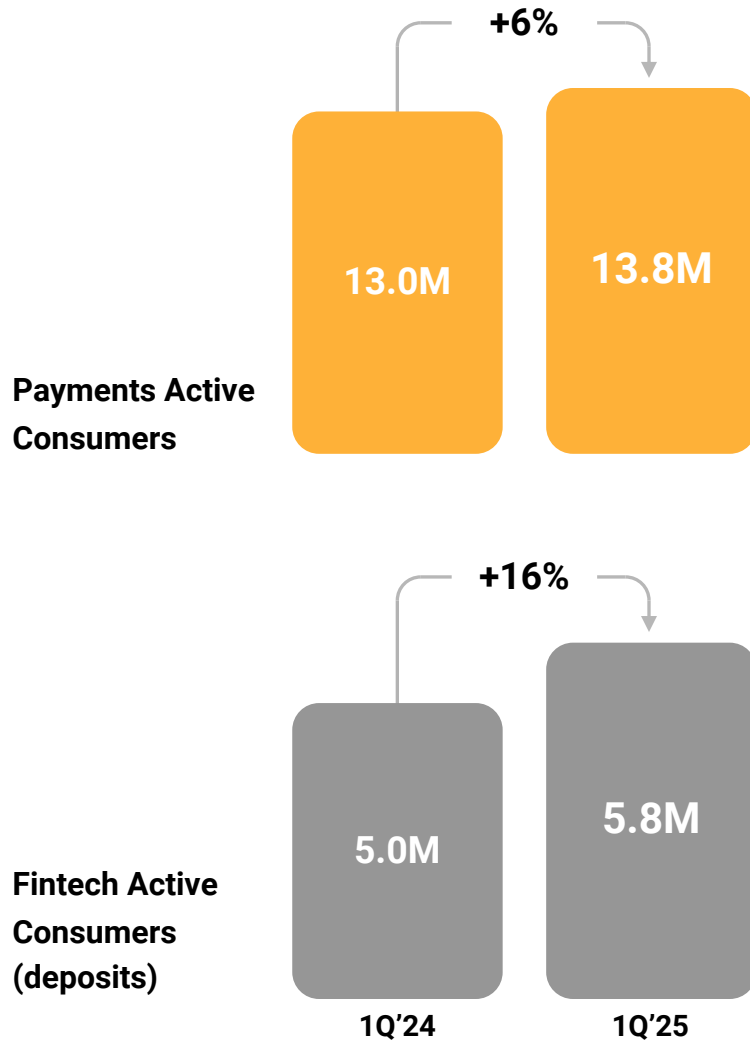 +6%
13.0M
13.8M
Payments Active
Consumers
+16%
5.0M
5.8M
Fintech Active
Consumers
(deposits)
1Q’24
1Q’25